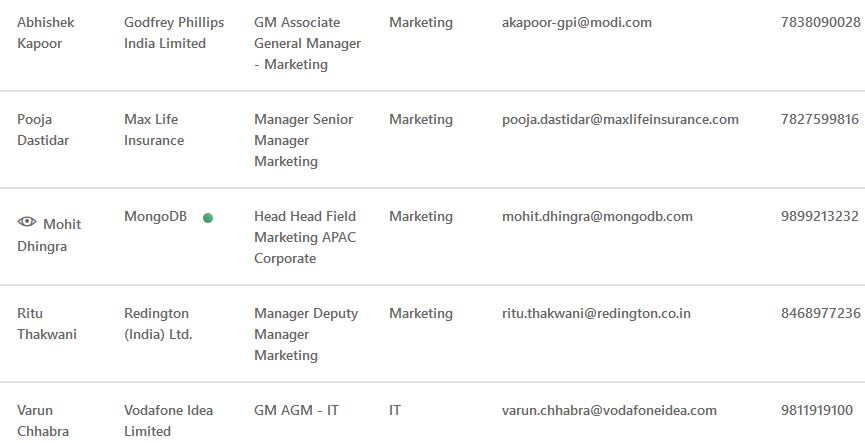 Abhishek Godfrey Phillips GM Associate Marketing akapoor-gpi@modi.com 7838090028
Kapoor India Limited General Manager
- Marketing
Pooja Max Life Manager Senior Marketing pooja.dastidar@maxlifeinsurance.com 7827599816
Dastidar Insurance Manager
Marketing
Mohit MongoDB Head Head Field Marketing mohit.dhingra@mongodb.com 9899213232
Dhingra Marketing APAC
Corporate
Ritu Redington Manager Deputy Marketing ritu.thakwani@redington.co.in 8468977236
Thakwani (India) Ltd. Manager
Marketing
Varun Vodafone Idea GM AGM - IT IT varun.chhabra@vodafoneidea.com 9811919100
Chhabra Limited